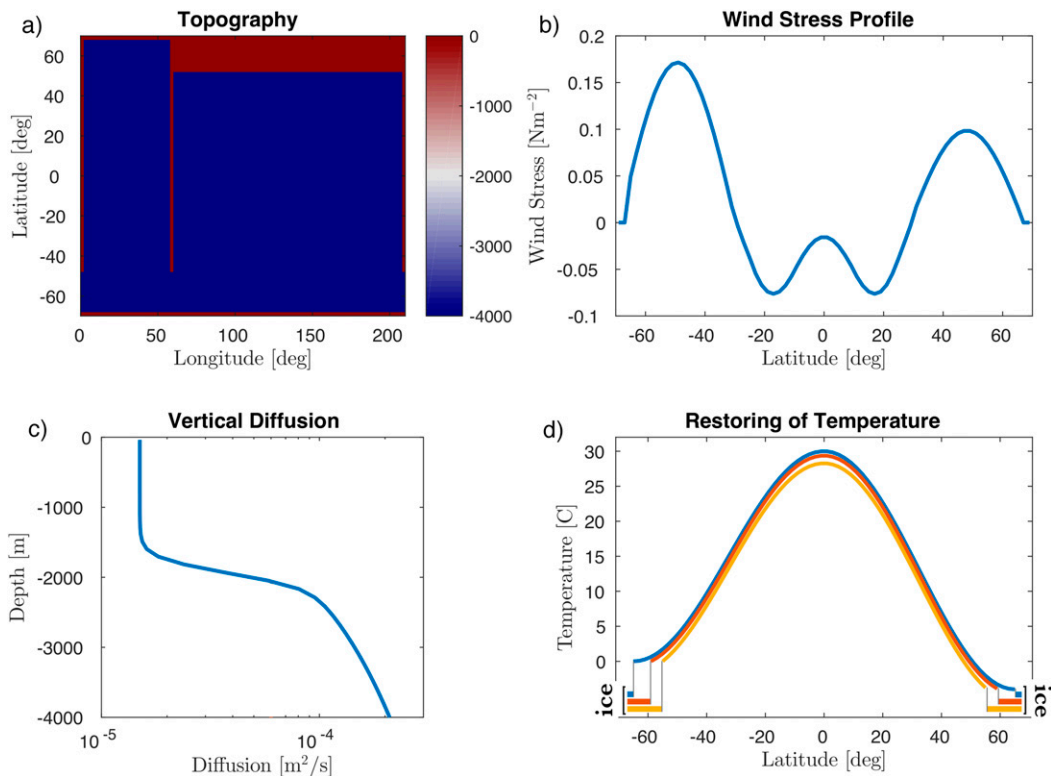 a)
Topography
60
40
20
0
-20
-40
-60
Latitude [deg]
0
50
100
150
200
Longitude [deg]
0
-1000
-2000
-3000
-4000
b)
Wind Stress Profile
0.2
0.15
0.1
0.05
0
-0.05
-0.1
Wind Stress [Nm⁻²]
-60
-40
-20
0
20
40
60
Latitude [deg]
c)
Vertical Diffusion
0
-1000
-2000
-3000
-4000
Depth [m]
10⁻⁵
10⁻⁴
Diffusion [m²/s]
d)
Restoring of Temperature
30
25
20
15
10
5
0
Temperature [C]
ice
ice
-60
-40
-20
0
20
40
60
Latitude [deg]